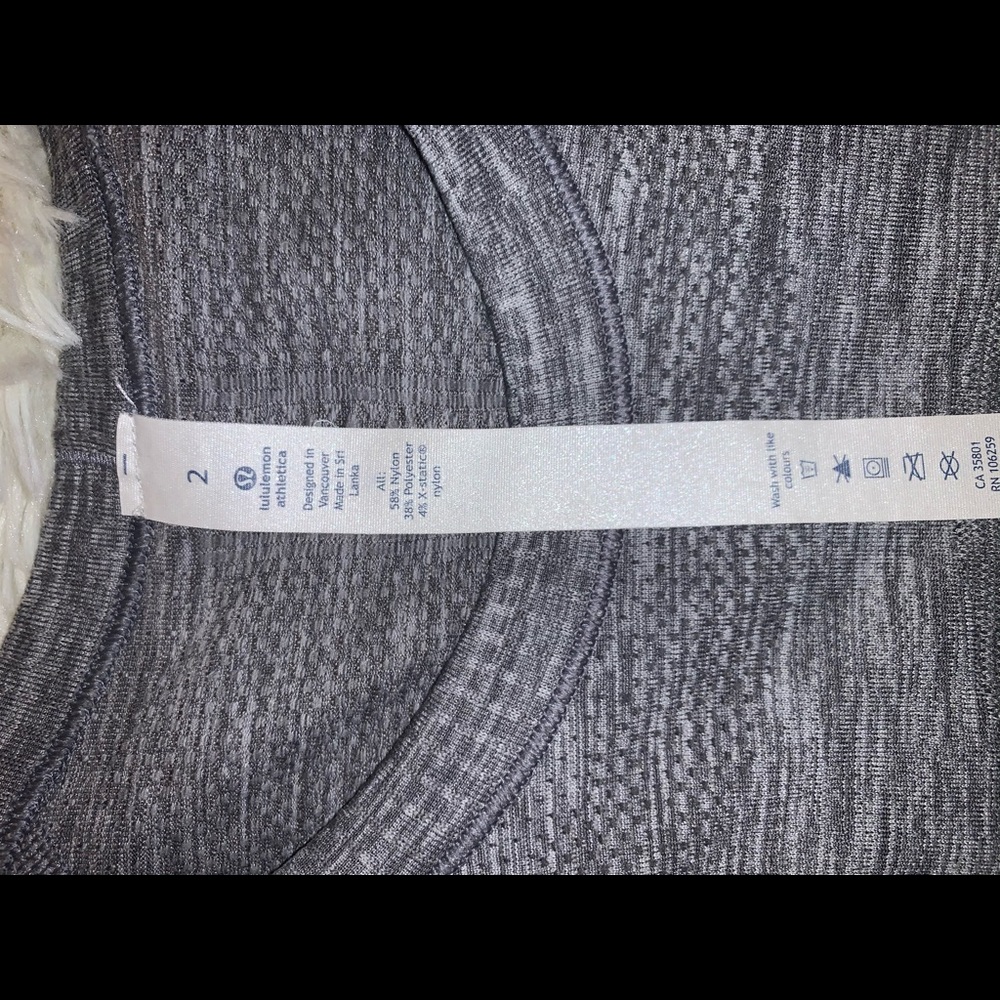 2
lululemon
athletica
Designed in
Vancouver
Made in Sri
Lanka
All:
58% Nylon
38% Polyester
4% X-static®
nylon
Wash with like
colours
CA 35801
RN 106259